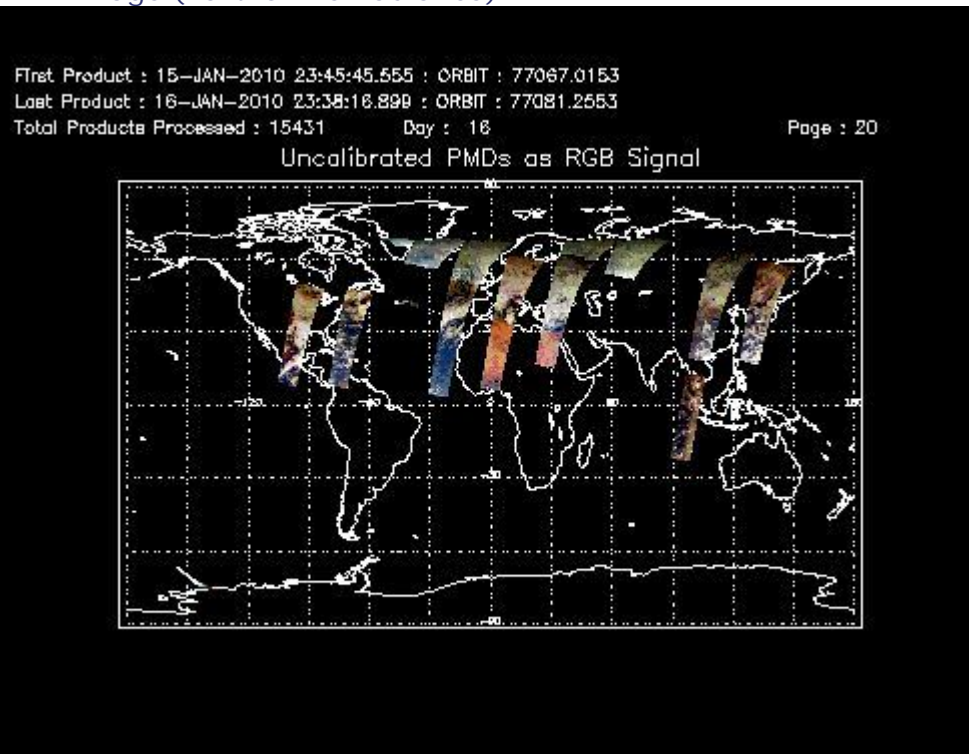 First Product : 15-JAN-2010 23:45:45.555 : ORBIT : 77067.0153
Last Product : 16-JAN-2010 23:38:16.899 : ORBIT : 77081.2553
Total Products Processed : 15431 Day : 16 Page : 20
Uncalibrated PMDs as RGB Signal
-120
60
-30
-90